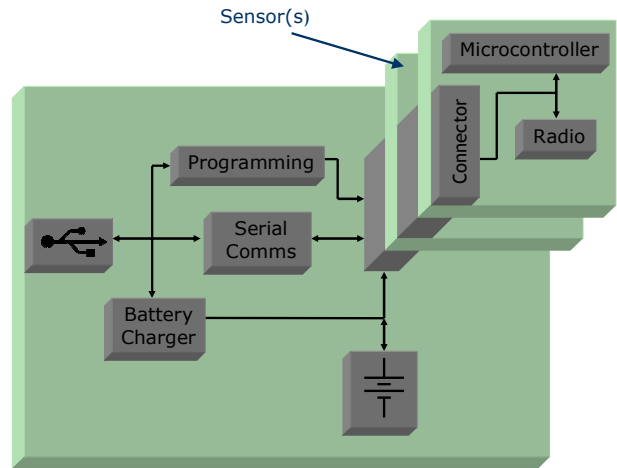 Sensor(s)
Microcontroller
Connector
Radio
Programming
Serial
Comms
Battery
Charger